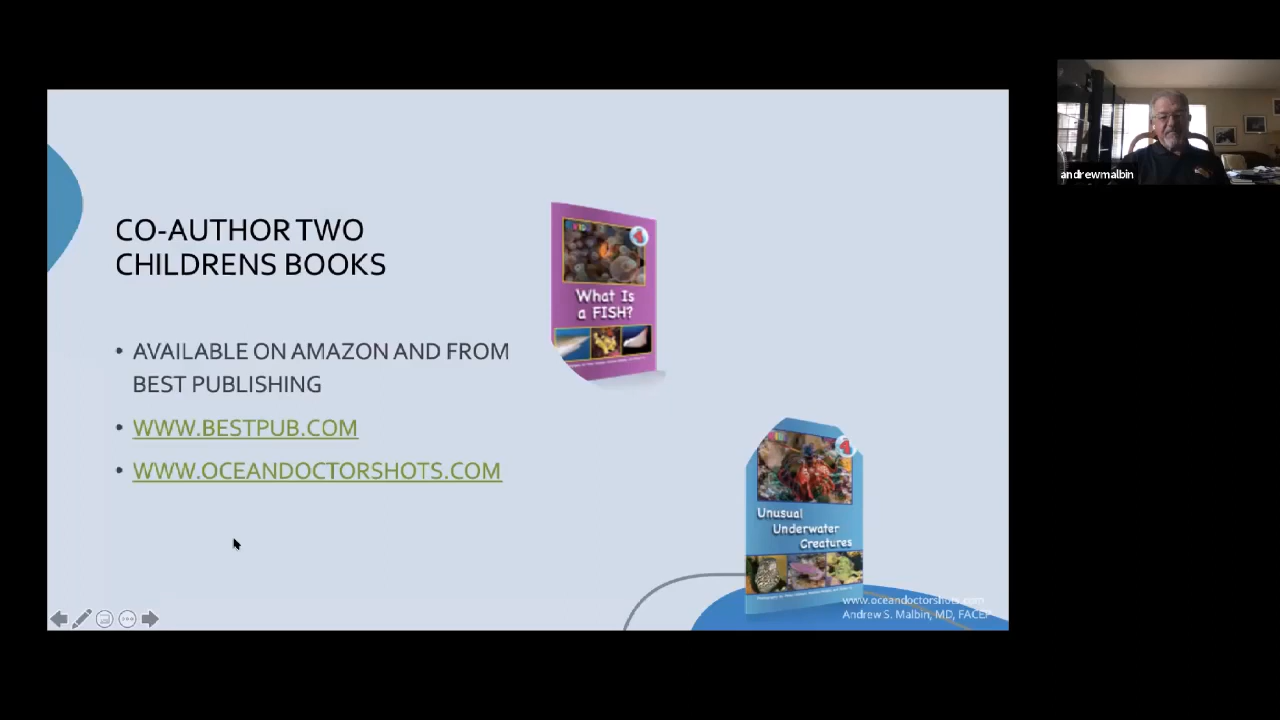 CO-AUTHOR TWO
CHILDRENS BOOKS
• AVAILABLE ON AMAZON AND FROM
BEST PUBLISHING
• WWW.BESTPUB.COM
• WWW.OCEANDOCTORSHOTS.COM
What Is
a FISH?
Unusual
Underwater
Creatures
www.oceandoctorshots.com
Andrew S. Malbin, MD, FACEP
andrewmalbin